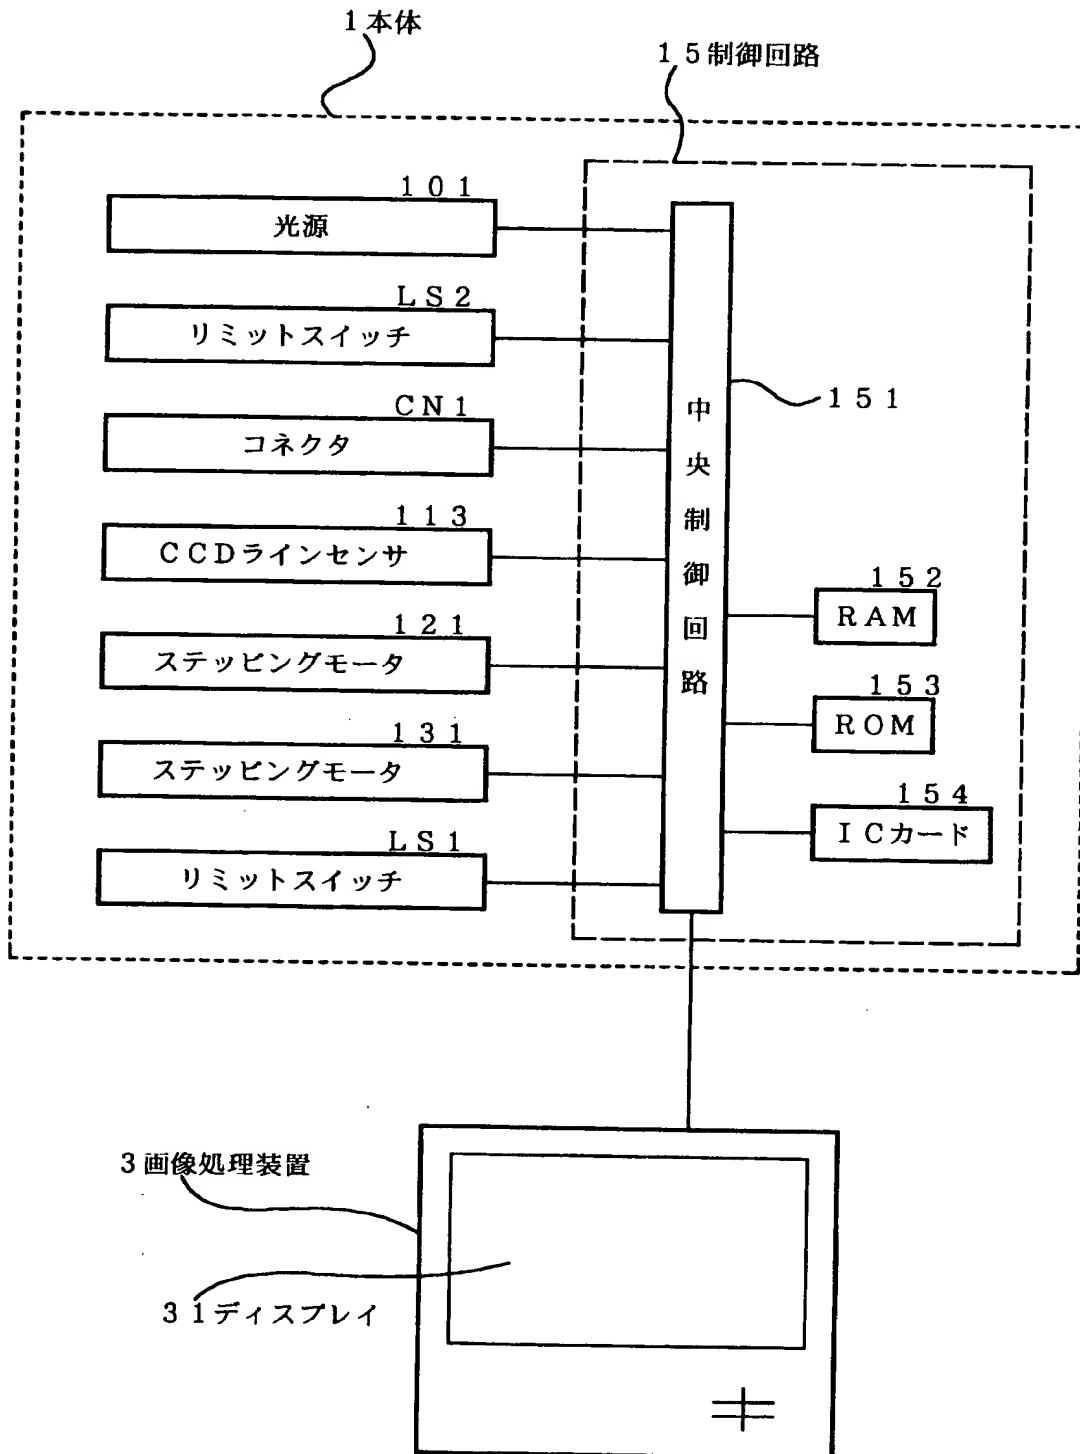 1本体
15制御回路
101
光源
LS2
リミットスイッチ
CN1
コネクタ
113
CCDラインセンサ
121
ステッピングモータ
131
ステッピングモータ
LS1
リミットスイッチ
中央制御回路
151
152
RAM
153
ROM
154
ICカード
3画像処理装置
31ディスプレイ